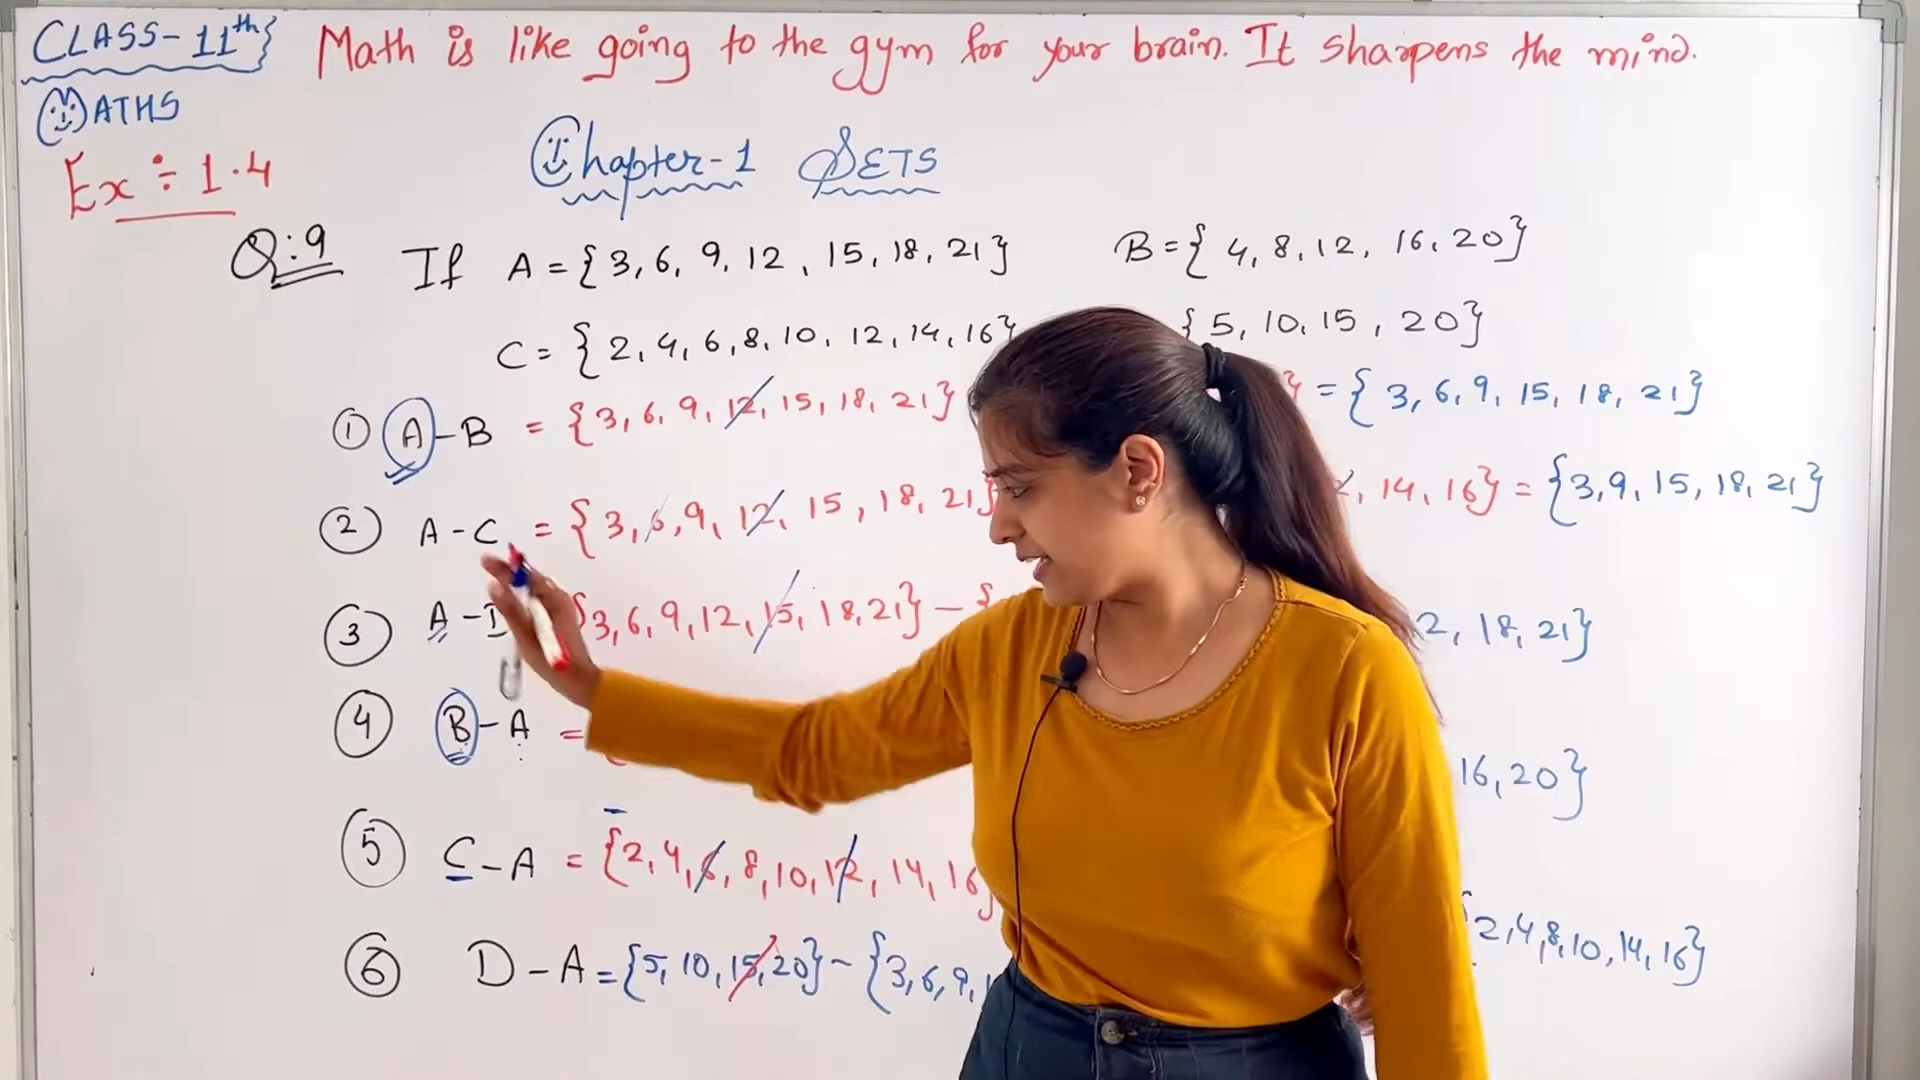 CLASS-11th} Math is like going to the gym for your brain. It sharpens the mind.
MATHS
Ex ÷ 1.4 Chapter-1 SETS
Q:9 If A = {3, 6, 9, 12, 15, 18, 21} B = { 4, 8, 12, 16, 20}
C = { 2, 4, 6, 8, 10, 12, 14, 16} { 5, 10, 15, 20}
① A-B = {3, 6, 9, 12, 15, 18, 21} } = { 3, 6, 9, 15, 18, 21}
② A-C = {3, 6, 9, 12, 15, 18, 21} 14, 16} = {3, 9, 15, 18, 21}
③ A- {3, 6, 9, 12, 15, 18, 21} - { 2, 18, 21}
④ B-A = 16, 20}
⑤ C-A = {2, 4, 6, 8, 10, 12, 14, 16} {2, 4, 8, 10, 14, 16}
⑥ D-A = {5, 10, 15, 20} - {3, 6, 9,